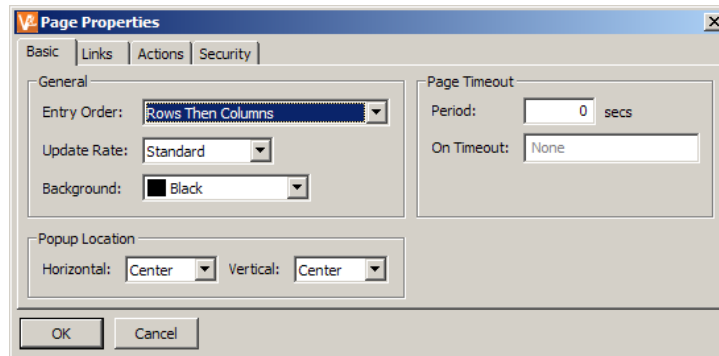 Page Properties
Basic Links Actions Security
General
Entry Order: Rows Then Columns
Update Rate: Standard
Background: Black
Page Timeout
Period: 0 secs
On Timeout: None
Popup Location
Horizontal: Center Vertical: Center
OK Cancel